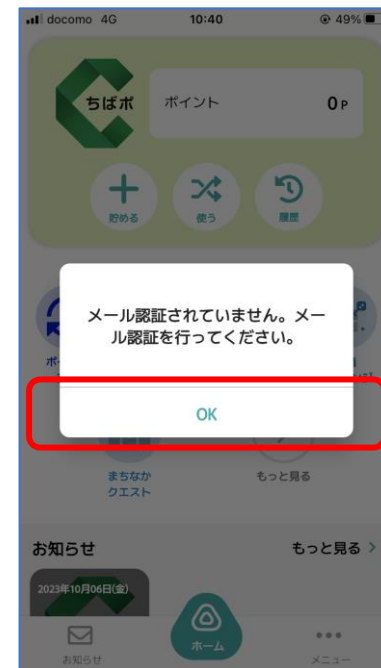 docomo 4G 10:40 49%
ちばポ ポイント 0 P
貯める 使う 履歴
メール認証されていません。メー
ル認証を行ってください。
OK
まちなか もっと見る
クエスト
お知らせ もっと見る
2023年10月06日(金)
お知らせ ホーム メニュー